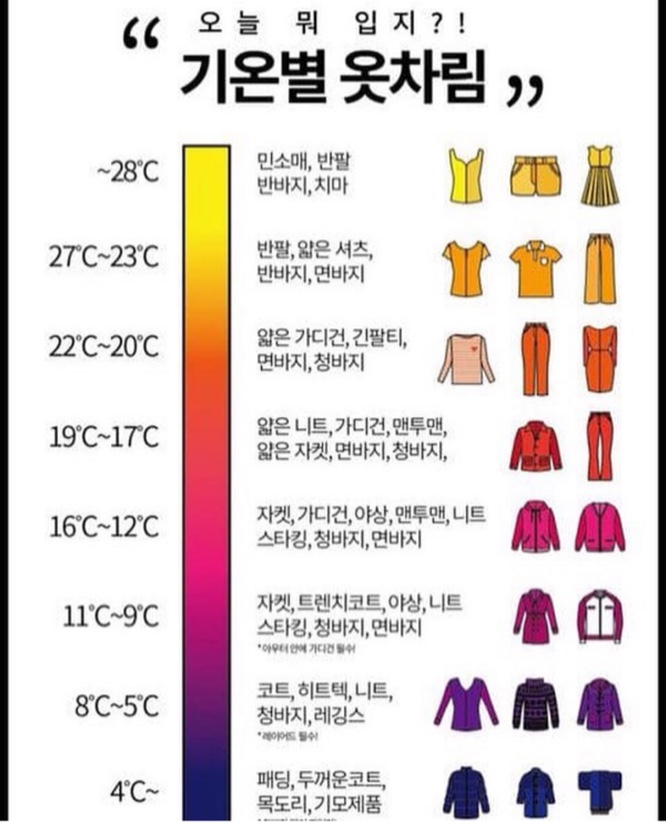 오늘 뭐 입지?!
“ 기온별 옷차림 ”
~28℃
민소매, 반팔
반바지, 치마
27℃~23℃
반팔, 얇은 셔츠,
반바지, 면바지
22℃~20℃
얇은 가디건, 긴팔티,
면바지, 청바지
19℃~17℃
얇은 니트, 가디건, 맨투맨,
얇은 자켓, 면바지, 청바지,
16℃~12℃
자켓, 가디건, 야상, 맨투맨, 니트
스타킹, 청바지, 면바지
11℃~9℃
자켓, 트렌치코트, 야상, 니트
스타킹, 청바지, 면바지
*아우터 안에 가디건 필수!
8℃~5℃
코트, 히트텍, 니트,
청바지, 레깅스
*레이어드 필수!
4℃~
패딩, 두꺼운코트,
목도리, 기모제품